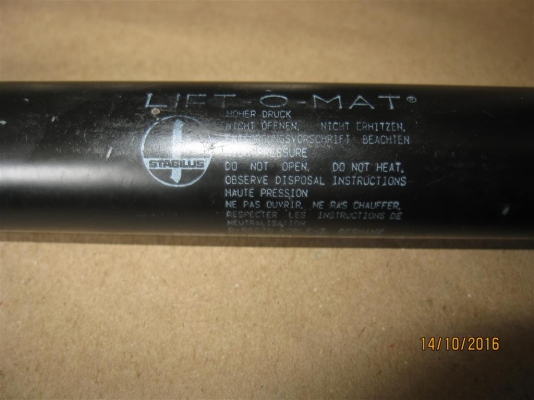 LIFT-O-MAT®
STABILUS
HOHER DRUCK
NICHT ÖFFNEN, NICHT ERHITZEN,
BEACHTEN
DO NOT OPEN. DO NOT HEAT.
OBSERVE DISPOSAL INSTRUCTIONS
HAUTE PRESSION
NE PAS OUVRIR, NE PAS CHAUFFER.
RESPECTER LES INSTRUCTIONS DE
NEUTRALISATION
14/10/2016